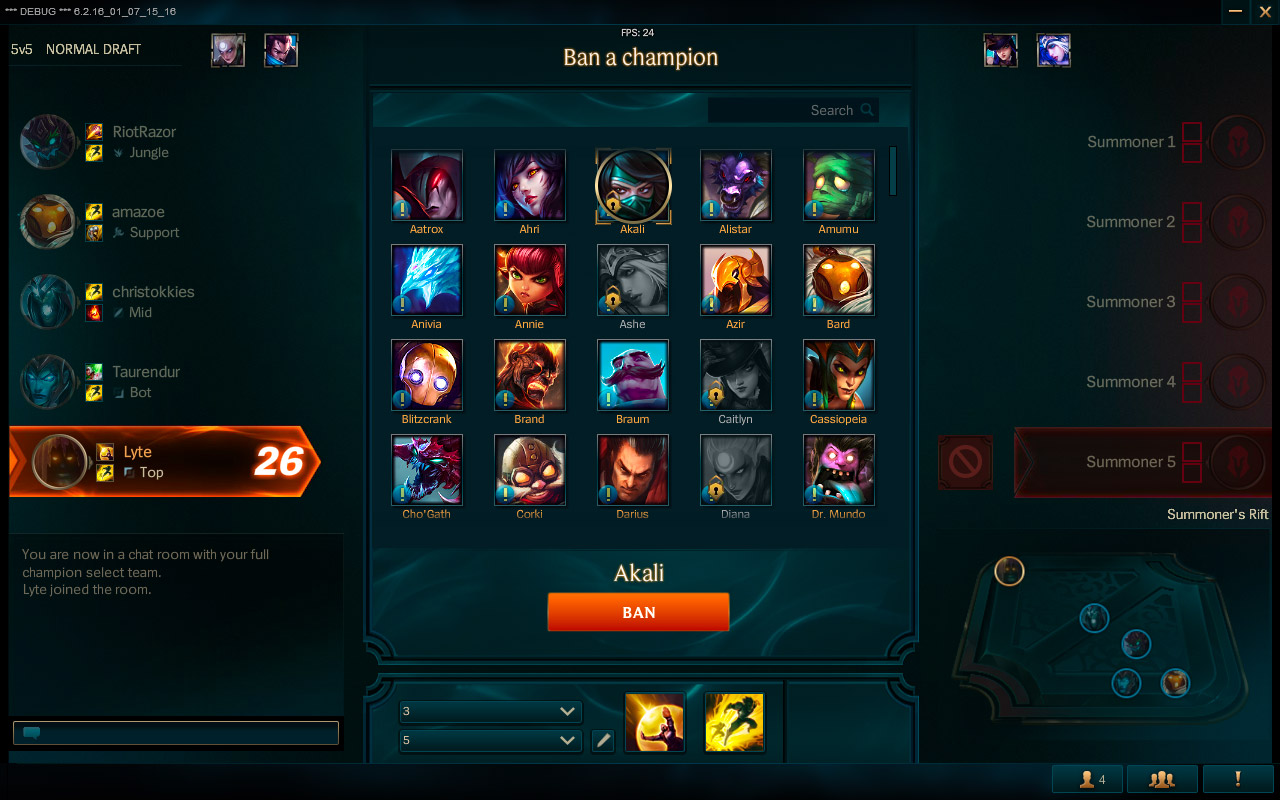 *** DEBUG *** 6.2.16_01_07_15_16
FPS: 24
5v5 NORMAL DRAFT
Ban a champion
Search
RiotRazor
Jungle
amazoe
Support
christokkies
Mid
Taurendur
Bot
Lyte
Top
26
You are now in a chat room with your full
champion select team.
Lyte joined the room.
Aatrox Ahri Akali Alistar Amumu
Anivia Annie Ashe Azir Bard
Blitzcrank Brand Braum Caitlyn Cassiopeia
Cho'Gath Corki Darius Diana Dr. Mundo
Akali
BAN
3
5
Summoner 1
Summoner 2
Summoner 3
Summoner 4
Summoner 5
Summoner's Rift
4